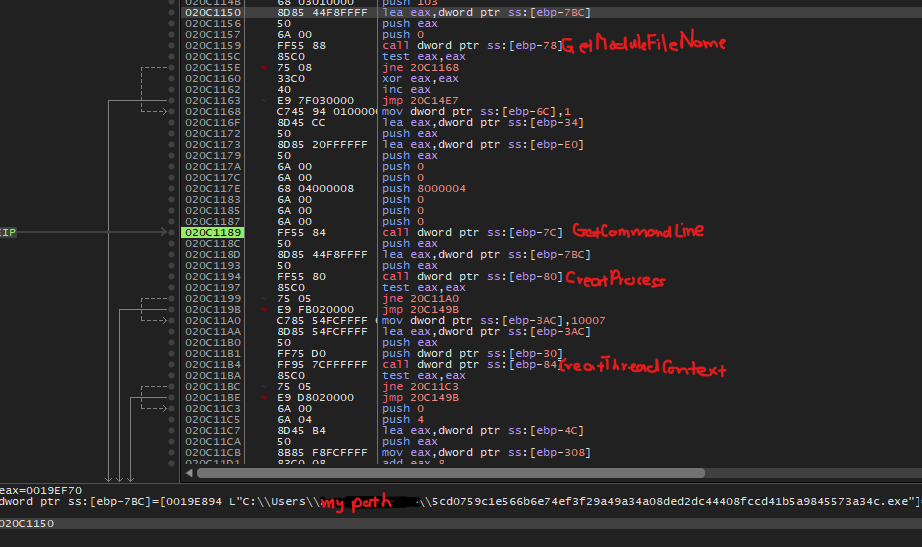 020C114B 68 03010000 push 103
020C1150 8D85 44F8FFFF lea eax,dword ptr ss:[ebp-7BC]
020C1156 50 push eax
020C1157 6A 00 push 0
020C1159 FF55 88 call dword ptr ss:[ebp-78] GetModuleFileName
020C115C 85C0 test eax,eax
020C115E 75 08 jne 20C1168
020C1160 33C0 xor eax,eax
020C1162 40 inc eax
020C1163 E9 7F030000 jmp 20C14E7
020C1168 C745 94 0100000 mov dword ptr ss:[ebp-6C],1
020C116F 8D45 CC lea eax,dword ptr ss:[ebp-34]
020C1172 50 push eax
020C1173 8D85 20FFFFFF lea eax,dword ptr ss:[ebp-E0]
020C1179 50 push eax
020C117A 6A 00 push 0
020C117C 6A 00 push 0
020C117E 68 04000008 push 8000004
020C1183 6A 00 push 0
020C1185 6A 00 push 0
020C1187 6A 00 push 0
EIP 020C1189 FF55 84 call dword ptr ss:[ebp-7C] GetCommandLine
020C118C 50 push eax
020C118D 8D85 44F8FFFF lea eax,dword ptr ss:[ebp-7BC]
020C1193 50 push eax
020C1194 FF55 80 call dword ptr ss:[ebp-80] CreatProcess
020C1197 85C0 test eax,eax
020C1199 75 05 jne 20C11A0
020C119B E9 FB020000 jmp 20C149B
020C11A0 C785 54FCFFFF mov dword ptr ss:[ebp-3AC],10007
020C11AA 8D85 54FCFFFF lea eax,dword ptr ss:[ebp-3AC]
020C11B0 50 push eax
020C11B1 FF75 D0 push dword ptr ss:[ebp-30]
020C11B4 FF95 7CFFFFFF call dword ptr ss:[ebp-84] CreatThreadContext
020C11BA 85C0 test eax,eax
020C11BC 75 05 jne 20C11C3
020C11BE E9 D8020000 jmp 20C149B
020C11C3 6A 00 push 0
020C11C5 6A 04 push 4
020C11C7 8D45 B4 lea eax,dword ptr ss:[ebp-4C]
020C11CA 50 push eax
020C11CB 8B85 F8FCFFFF mov eax,dword ptr ss:[ebp-308]
020C11D1 83C0 08 add eax,8
eax=0019EF70
dword ptr ss:[ebp-7BC]=[0019E894 L"C:\\Users\\my path\\5cd0759c1e566b6e74ef3f29a49a34a08ded2dc44408fccd41b5a9845573a34c.exe"]=
020C1150